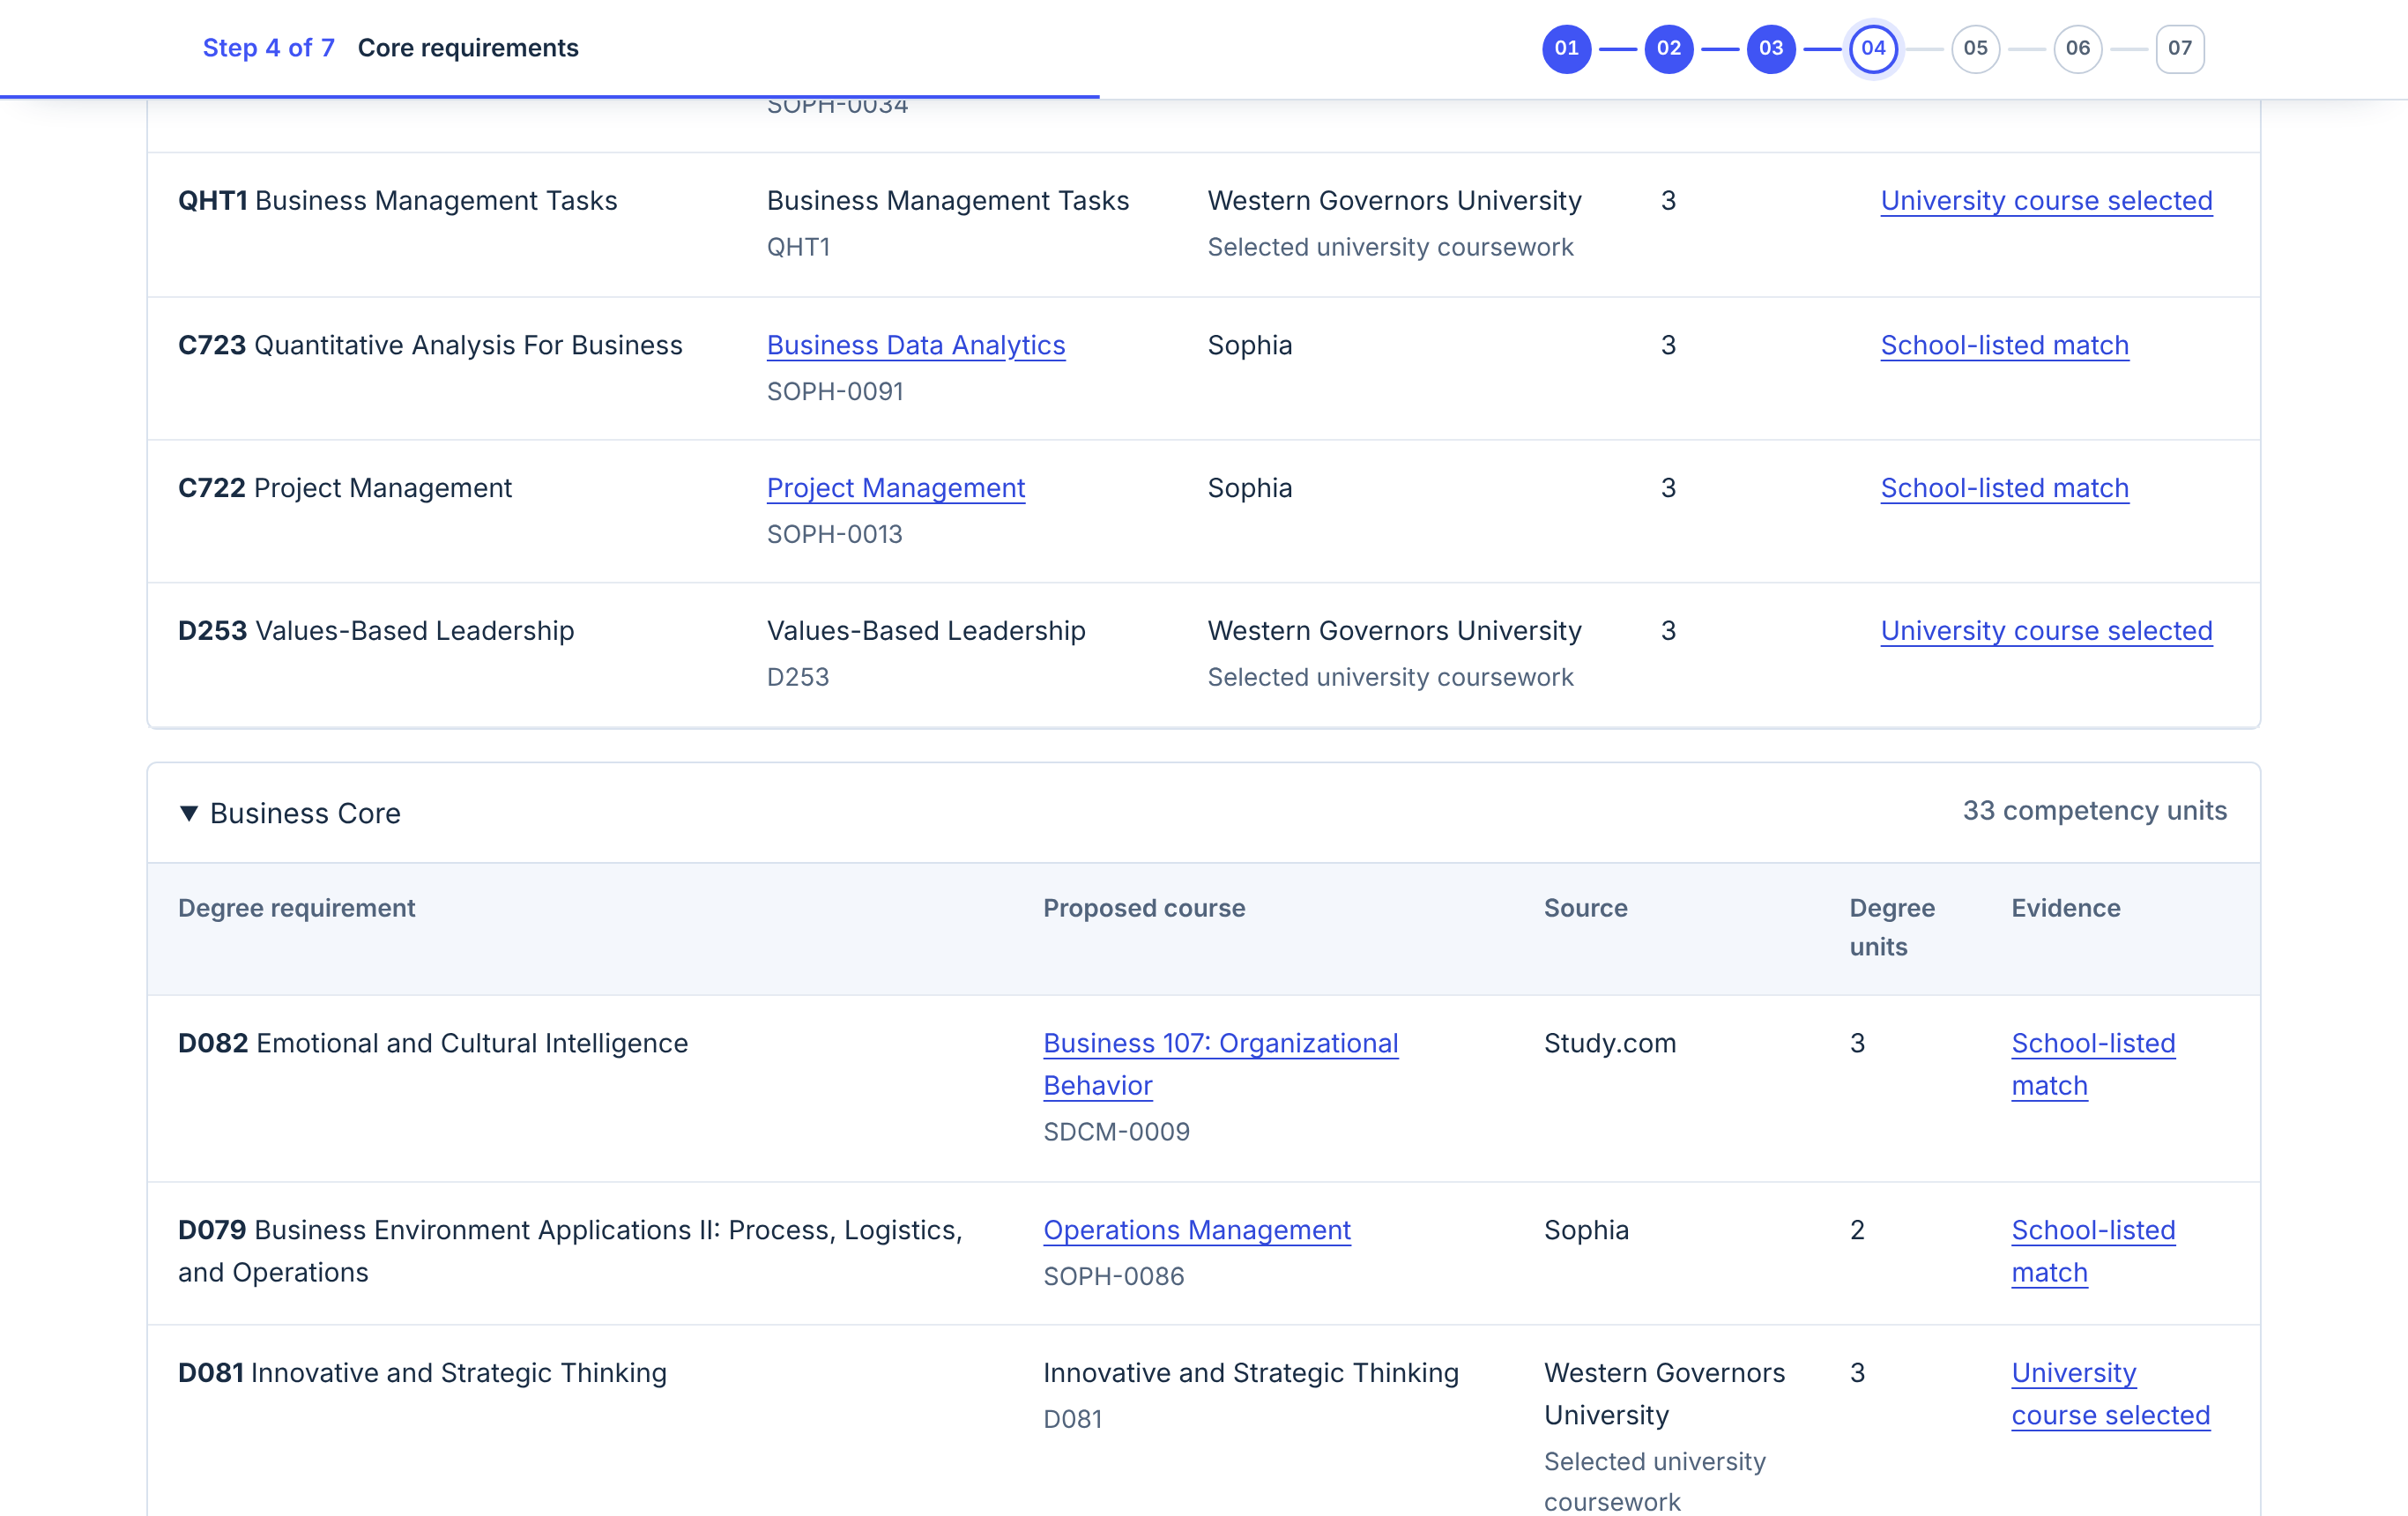 Step 4 of 7 Core requirements
01 02 03 04 05 06 07
SOPH-0034
QHT1 Business Management Tasks
Business Management Tasks
QHT1
Western Governors University
Selected university coursework
3
University course selected
C723 Quantitative Analysis For Business
Business Data Analytics
SOPH-0091
Sophia
3
School-listed match
C722 Project Management
Project Management
SOPH-0013
Sophia
3
School-listed match
D253 Values-Based Leadership
Values-Based Leadership
D253
Western Governors University
Selected university coursework
3
University course selected
▼ Business Core
33 competency units
Degree requirement
Proposed course
Source
Degree
units
Evidence
D082 Emotional and Cultural Intelligence
Business 107: Organizational
Behavior
SDCM-0009
Study.com
3
School-listed
match
D079 Business Environment Applications II: Process, Logistics,
and Operations
Operations Management
SOPH-0086
Sophia
2
School-listed
match
D081 Innovative and Strategic Thinking
Innovative and Strategic Thinking
D081
Western Governors
University
Selected university
coursework
3
University
course selected